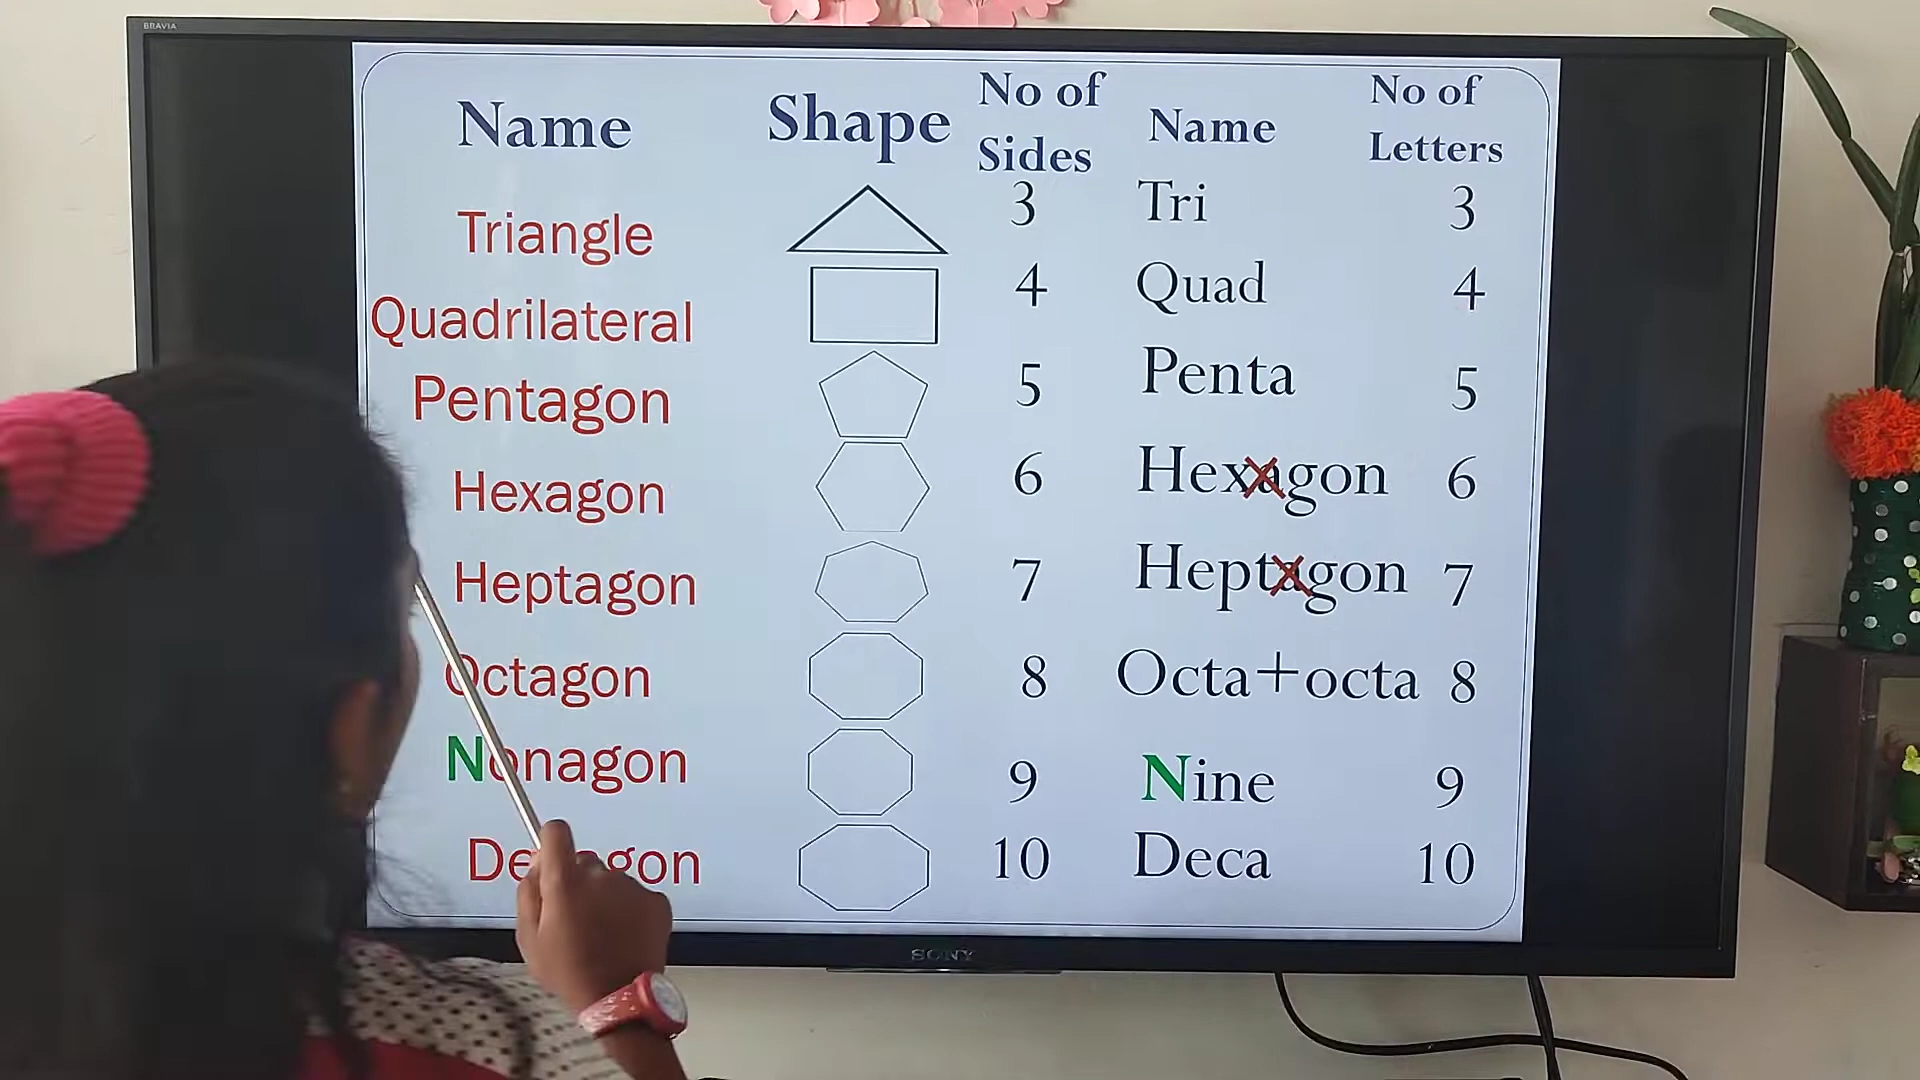 BRAVIA
Name Shape No of Sides Name No of Letters
Triangle 3 Tri 3
Quadrilateral 4 Quad 4
Pentagon 5 Penta 5
Hexagon 6 Hexagon 6
Heptagon 7 Heptagon 7
Octagon 8 Octa+octa 8
Nonagon 9 Nine 9
10 Deca 10
SONY